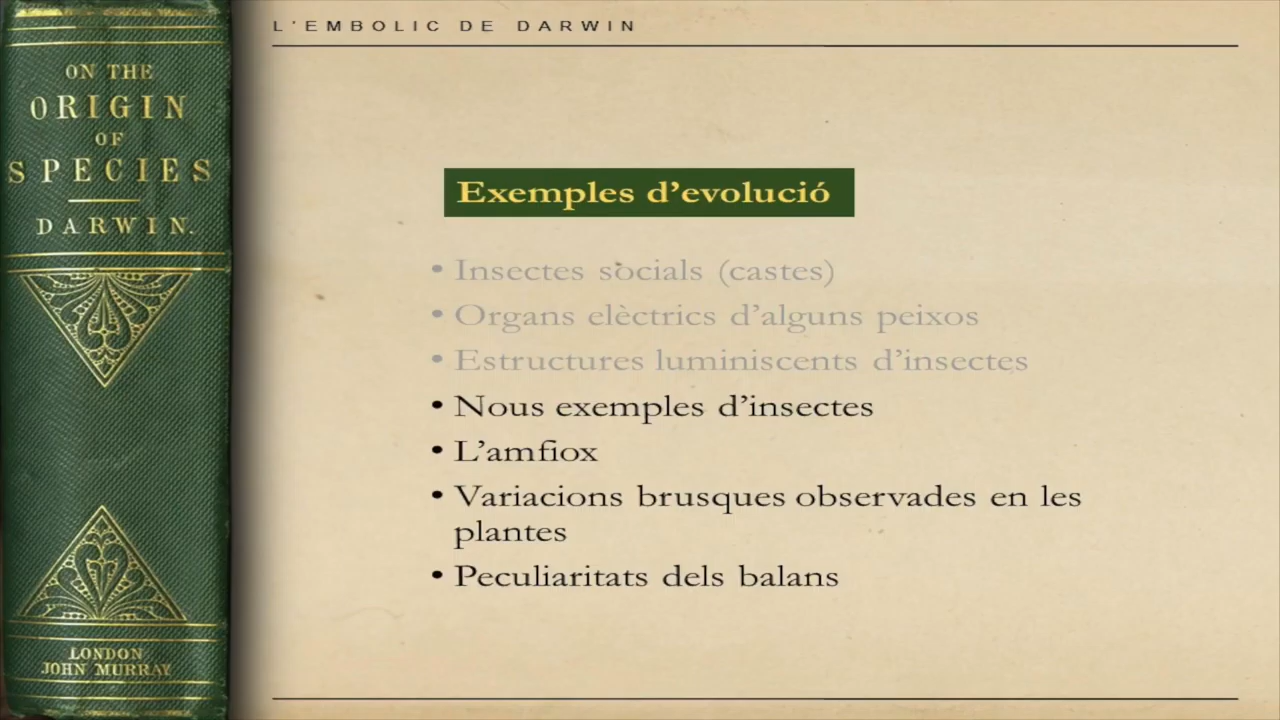 L'EMBOLIC DE DARWIN
ON THE
ORIGIN
OF
SPECIES
DARWIN.
LONDON
JOHN MURRAY
Exemples d'evolució
• Insectes socials (castes)
• Organs elèctrics d'alguns peixos
• Estructures luminiscents d'insectes
• Nous exemples d'insectes
• L'amfiox
• Variacions brusques observades en les
plantes
• Peculiaritats dels balans